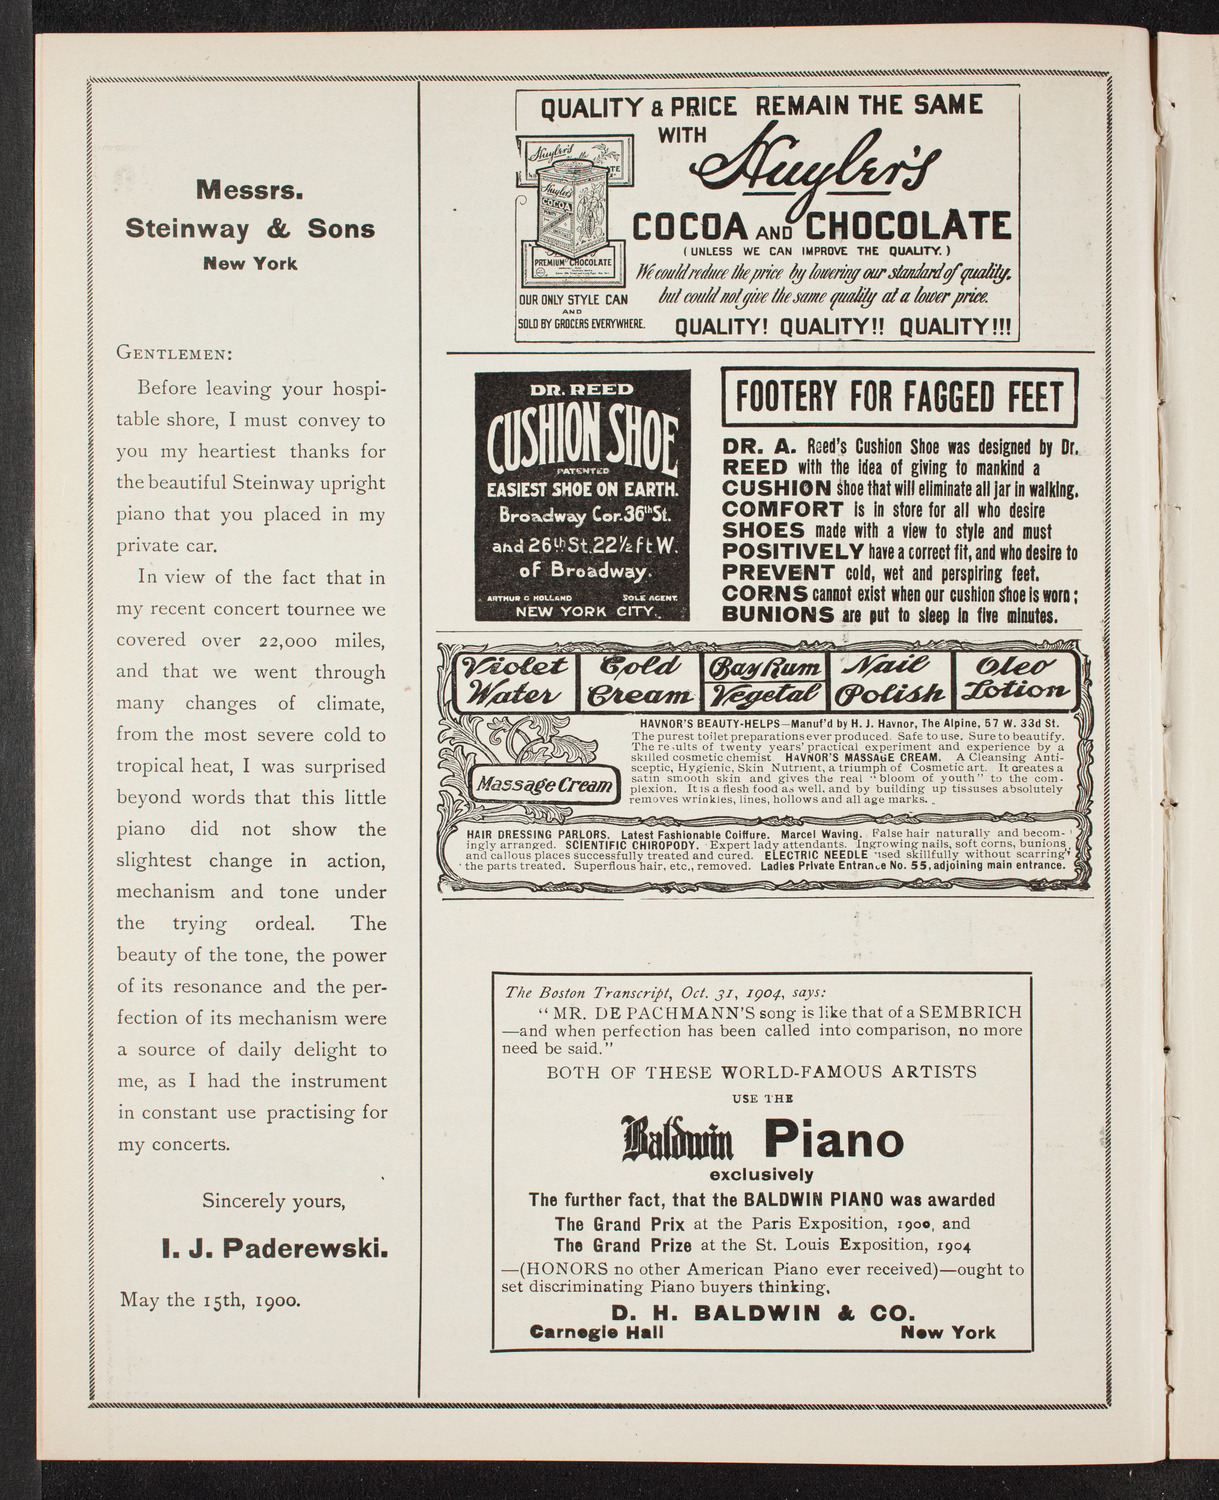 Messrs.
Steinway & Sons
New York
GENTLEMEN:
Before leaving your hospi-
table shore, I must convey to
you my heartiest thanks for
the beautiful Steinway upright
piano that you placed in my
private car.
In view of the fact that in
my recent concert tournee we
covered over 22,000 miles,
and that we went through
many changes of climate,
from the most severe cold to
tropical heat, I was surprised
beyond words that this little
piano did not show the
slightest change in action,
mechanism and tone under
the trying ordeal. The
beauty of the tone, the power
of its resonance and the per-
fection of its mechanism were
a source of daily delight to
me, as I had the instrument
in constant use practising for
my concerts.
Sincerely yours,
I. J. Paderewski.
May the 15th, 1900.
QUALITY & PRICE REMAIN THE SAME
WITH Huyler's
COCOA AND CHOCOLATE
(UNLESS WE CAN IMPROVE THE QUALITY.)
We could reduce the price by lowering our standard of quality,
but could not give the same quality at a lower price.
QUALITY! QUALITY!! QUALITY!!!
Huyler's
Huyler's
COCOA
PREMIUM CHOCOLATE
OUR ONLY STYLE CAN
AND
SOLD BY GROCERS EVERYWHERE.
DR. REED
CUSHION SHOE
PATENTED
EASIEST SHOE ON EARTH.
Broadway Cor. 36th St.
and 26th St. 22½ ft W.
of Broadway.
ARTHUR G HOLLAND SOLE AGENT.
NEW YORK CITY.
FOOTERY FOR FAGGED FEET
DR. A. Reed's Cushion Shoe was designed by Dr.
REED with the idea of giving to mankind a
CUSHION shoe that will eliminate all jar in walking.
COMFORT is in store for all who desire
SHOES made with a view to style and must
POSITIVELY have a correct fit, and who desire to
PREVENT cold, wet and perspiring feet.
CORNS cannot exist when our cushion shoe is worn;
BUNIONS are put to sleep in five minutes.
Violet Water
Cold Cream
Bay Rum
Vegetal
Nail Polish
Oleo Lotion
Massage Cream
HAVNOR'S BEAUTY-HELPS—Manuf'd by H. J. Havnor, The Alpine, 57 W. 33d St.
The purest toilet preparations ever produced. Safe to use. Sure to beautify.
The results of twenty years' practical experiment and experience by a
skilled cosmetic chemist HAVNOR'S MASSAGE CREAM. A Cleansing Anti-
sceptic, Hygienic, Skin Nutrient, a triumph of Cosmetic art. It creates a
satin smooth skin and gives the real "bloom of youth" to the com-
plexion. It is a flesh food as well, and by building up tissuses absolutely
removes wrinkles, lines, hollows and all age marks.
HAIR DRESSING PARLORS. Latest Fashionable Coiffure. Marcel Waving. False hair naturally and becom-
ingly arranged. SCIENTIFIC CHIROPODY. Expert lady attendants. Ingrowing nails, soft corns, bunions
and callous places successfully treated and cured. ELECTRIC NEEDLE used skillfully without scarring
the parts treated. Superflous hair, etc., removed. Ladies Private Entrance No. 55, adjoining main entrance.
The Boston Transcript, Oct. 31, 1904, says:
"MR. DE PACHMANN'S song is like that of a SEMBRICH
—and when perfection has been called into comparison, no more
need be said."
BOTH OF THESE WORLD-FAMOUS ARTISTS
USE THE
Baldwin Piano
exclusively
The further fact, that the BALDWIN PIANO was awarded
The Grand Prix at the Paris Exposition, 1900, and
The Grand Prize at the St. Louis Exposition, 1904
—(HONORS no other American Piano ever received)—ought to
set discriminating Piano buyers thinking.
D. H. BALDWIN & CO.
Carnegie Hall New York